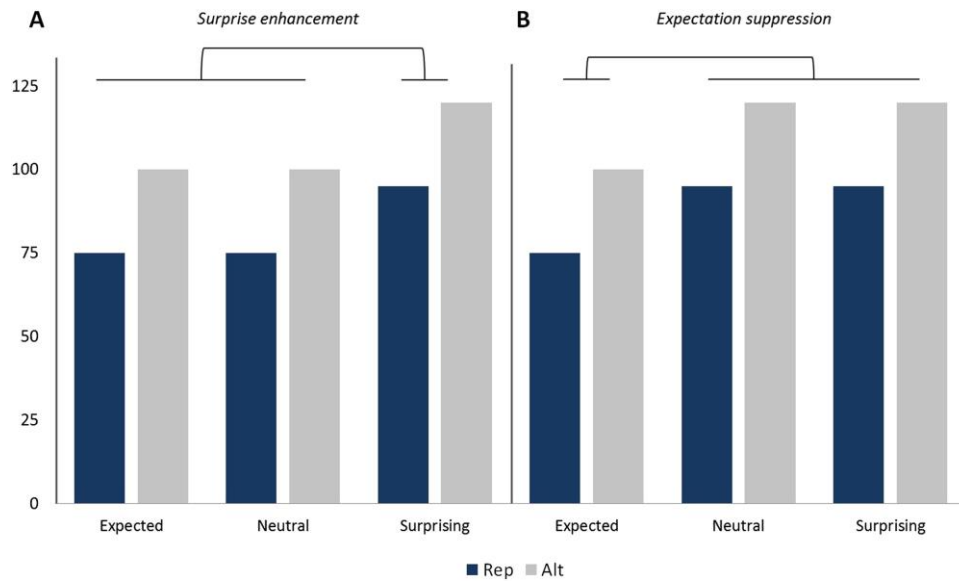 A
Surprise enhancement
B
Expectation suppression
125
100
75
50
25
0
Expected
Neutral
Surprising
Expected
Neutral
Surprising
Rep
Alt